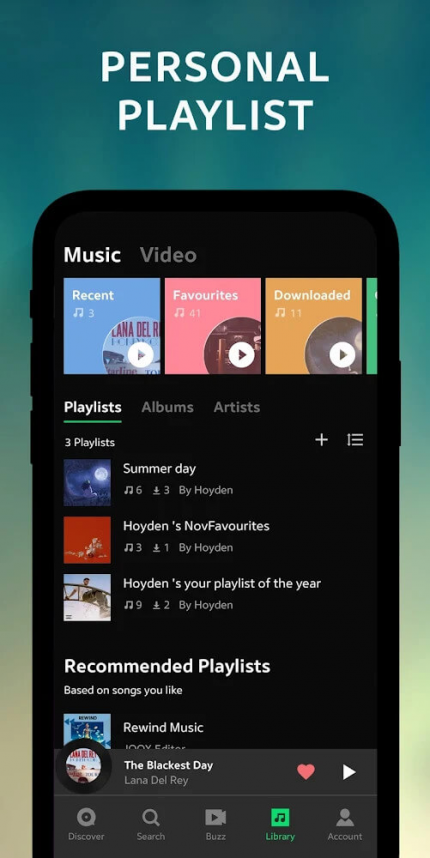 PERSONAL
PLAYLIST
Music Video
Recent
3
Favourites
41
Downloaded
11
LANA DEL RE
Playlists Albums Artists
3 Playlists
Summer day
6 3 By Hoyden
Hoyden 's NovFavourites
3 1 By Hoyden
Hoyden 's your playlist of the year
9 2 By Hoyden
Recommended Playlists
Based on songs you like
REWIND
Rewind Music
JOOX Editor
The Blackest Day
Lana Del Rey
Discover Search Buzz Library Account